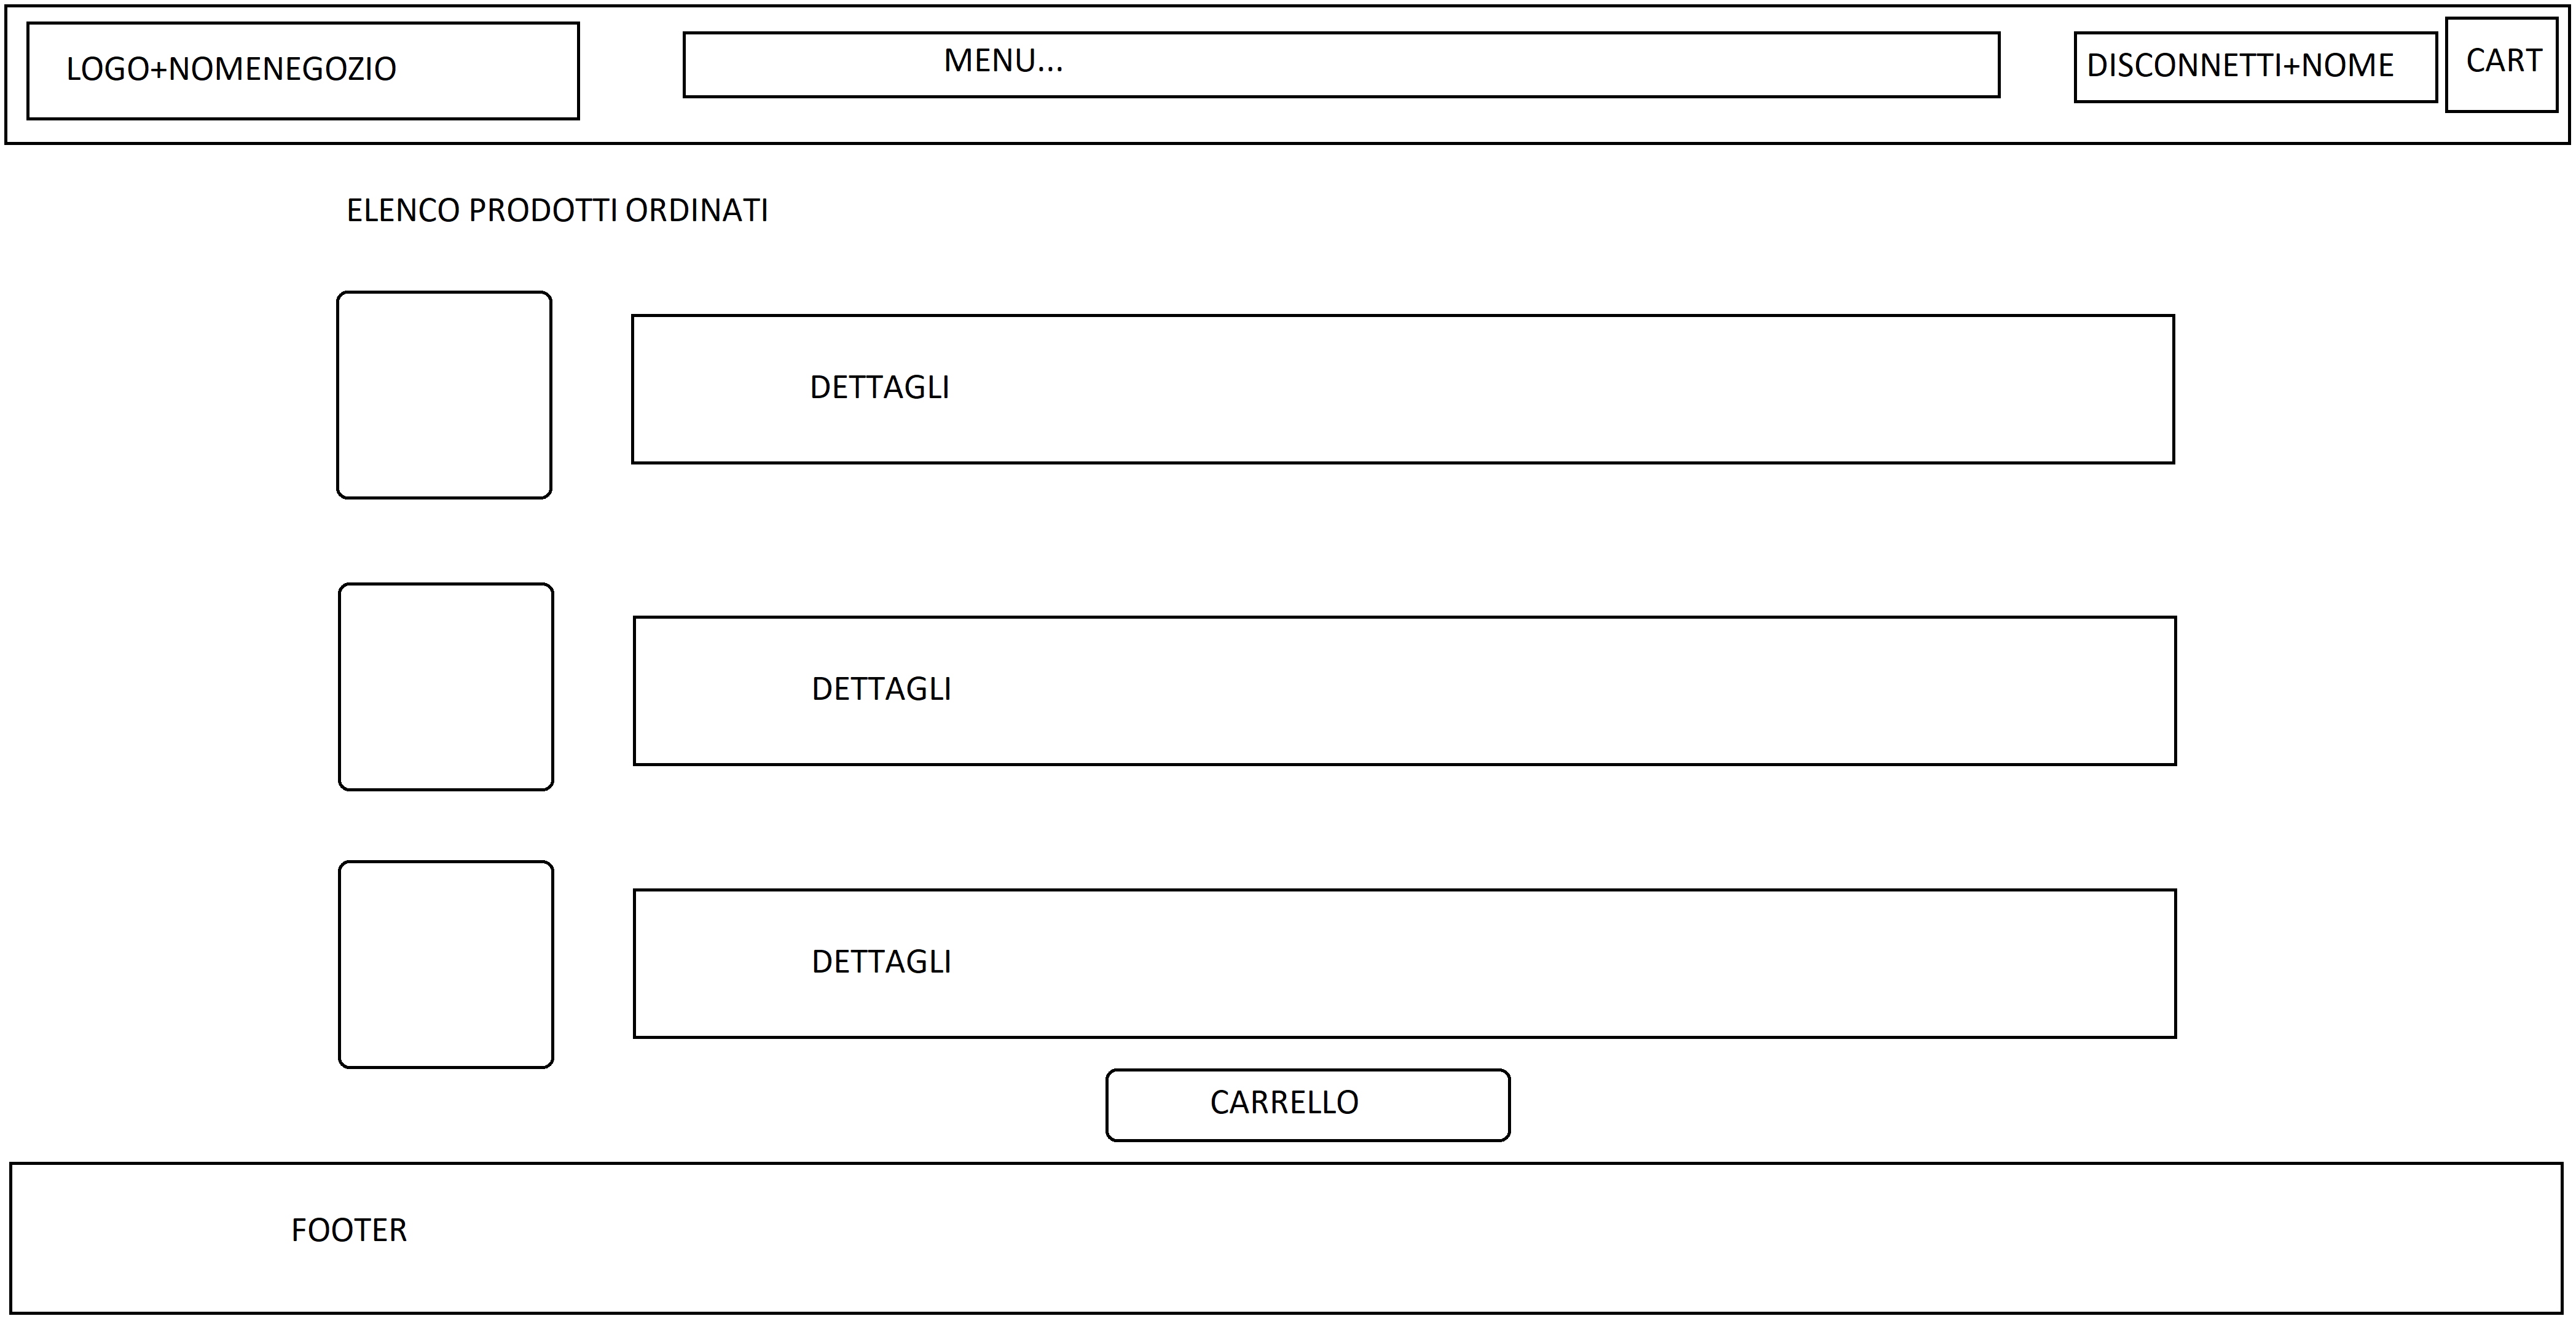 LOGO+NOMENEGOZIO
MENU...
DISCONNETTI+NOME
CART
ELENCO PRODOTTI ORDINATI
DETTAGLI
DETTAGLI
DETTAGLI
CARRELLO
FOOTER